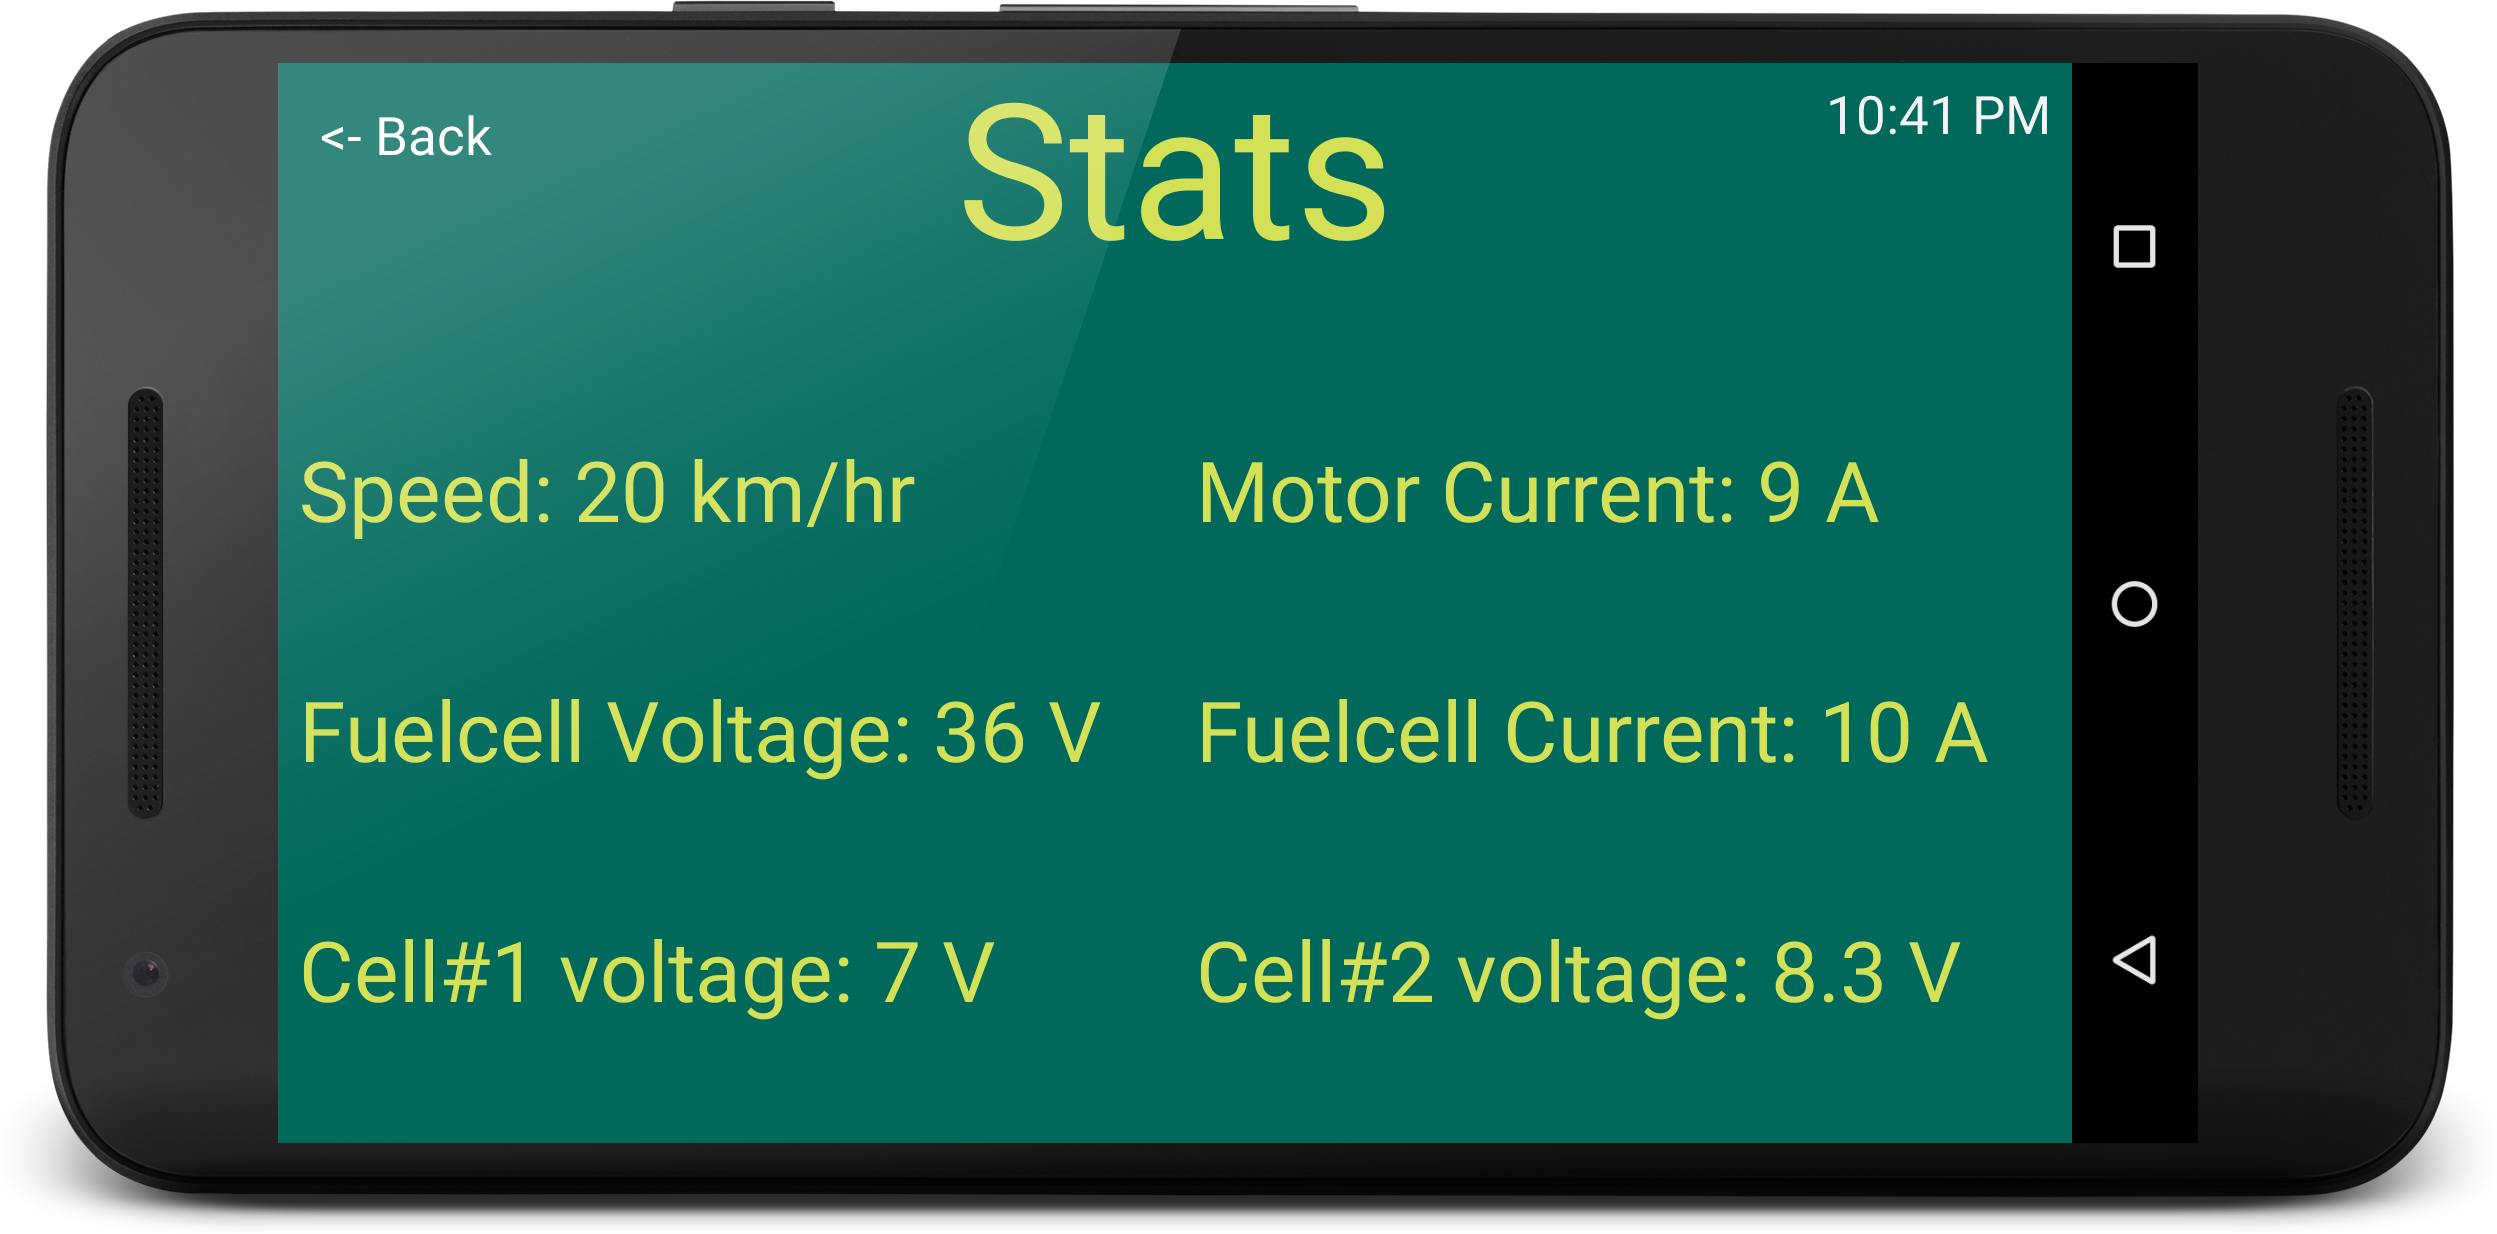 <- Back
Stats
10:41 PM
Speed: 20 km/hr
Motor Current: 9 A
Fuelcell Voltage: 36 V
Fuelcell Current: 10 A
Cell#1 voltage: 7 V
Cell#2 voltage: 8.3 V